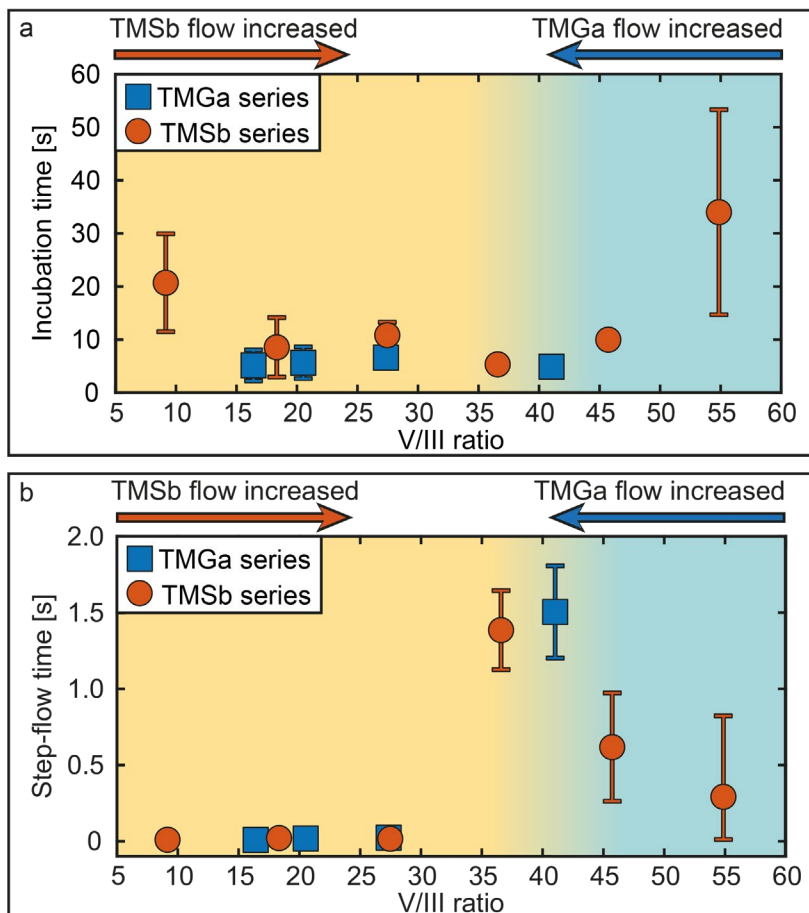 a
TMSb flow increased TMGa flow increased
60
50
40
30
20
10
0
Incubation time [s]
TMGa series
TMSb series
5 10 15 20 25 30 35 40 45 50 55 60
V/III ratio
b
TMSb flow increased TMGa flow increased
2.0
1.5
1.0
0.5
0
Step-flow time [s]
TMGa series
TMSb series
5 10 15 20 25 30 35 40 45 50 55 60
V/III ratio